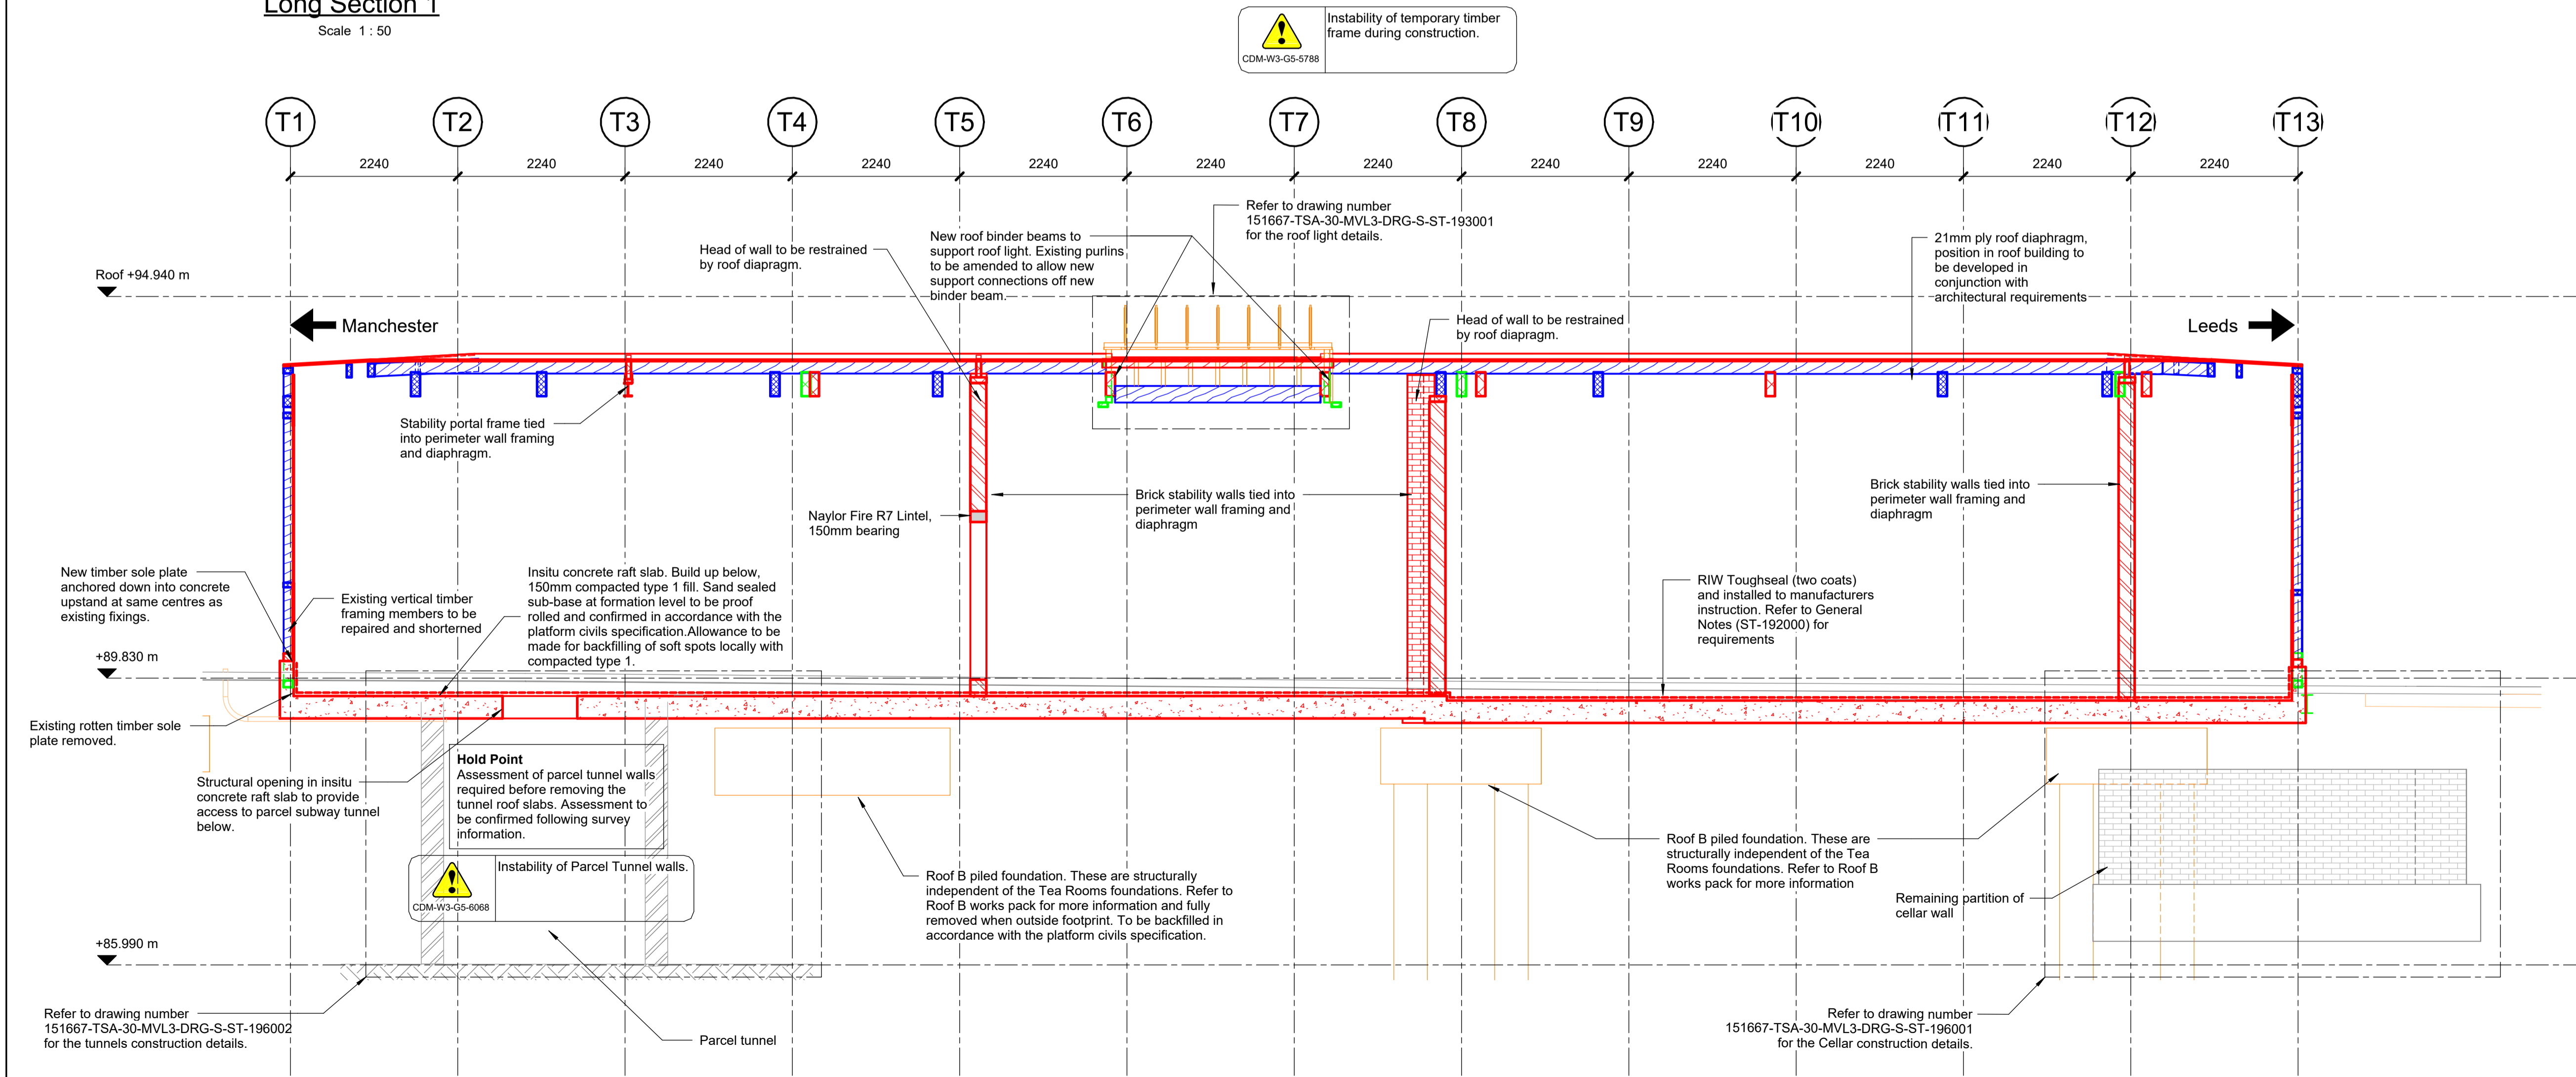 Long Section 1
Scale 1 : 50
Instability of temporary timber
frame during construction.
CDM-W3-G5-5788
T1
T2
T3
T4
T5
T6
T7
T8
T9
T10
T11
T12
T13
2240
2240
2240
2240
2240
2240
2240
2240
2240
2240
2240
2240
Roof +94.940 m
Manchester
Leeds
Head of wall to be restrained
by roof diapragm.
New roof binder beams to
support roof light. Existing purlins
to be amended to allow new
support connections off new
binder beam.
Refer to drawing number
151667-TSA-30-MVL3-DRG-S-ST-193001
for the roof light details.
Head of wall to be restrained
by roof diapragm.
21mm ply roof diaphragm,
position in roof building to
be developed in
conjunction with
architectural requirements
Stability portal frame tied
into perimeter wall framing
and diaphragm.
Naylor Fire R7 Lintel,
150mm bearing
Brick stability walls tied into
perimeter wall framing and
diaphragm
Brick stability walls tied into
perimeter wall framing and
diaphragm
New timber sole plate
anchored down into concrete
upstand at same centres as
existing fixings.
Existing vertical timber
framing members to be
repaired and shorterned
Insitu concrete raft slab. Build up below,
150mm compacted type 1 fill. Sand sealed
sub-base at formation level to be proof
rolled and confirmed in accordance with the
platform civils specification.Allowance to be
made for backfilling of soft spots locally with
compacted type 1.
RIW Toughseal (two coats)
and installed to manufacturers
instruction. Refer to General
Notes (ST-192000) for
requirements
+89.830 m
Existing rotten timber sole
plate removed.
Structural opening in insitu
concrete raft slab to provide
access to parcel subway tunnel
below.
Hold Point
Assessment of parcel tunnel walls
required before removing the
tunnel roof slabs. Assessment to
be confirmed following survey
information.
Instability of Parcel Tunnel walls.
CDM-W3-G5-6068
Roof B piled foundation. These are structurally
independent of the Tea Rooms foundations. Refer to
Roof B works pack for more information and fully
removed when outside footprint. To be backfilled in
accordance with the platform civils specification.
Roof B piled foundation. These are
structurally independent of the Tea
Rooms foundations. Refer to Roof B
works pack for more information
Remaining partition of
cellar wall
+85.990 m
Refer to drawing number
151667-TSA-30-MVL3-DRG-S-ST-196002
for the tunnels construction details.
Parcel tunnel
Refer to drawing number
151667-TSA-30-MVL3-DRG-S-ST-196001
for the Cellar construction details.